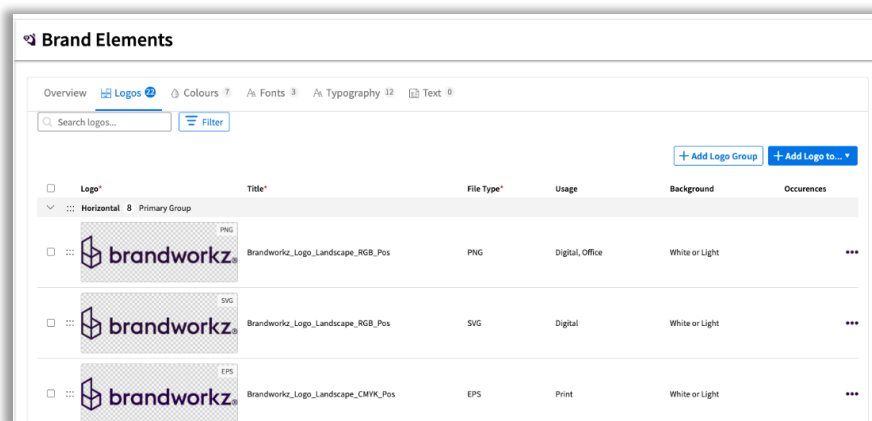 Brand Elements
Overview Logos 22 Colours 7 Fonts 3 Typography 12 Text 0
Search logos... Filter
+ Add Logo Group + Add Logo to...
Logo* Title* File Type* Usage Background Occurences
Horizontal 8 Primary Group
PNG
brandworkz® Brandworkz_Logo_Landscape_RGB_Pos PNG Digital, Office White or Light
SVG
brandworkz® Brandworkz_Logo_Landscape_RGB_Pos SVG Digital White or Light
EPS
brandworkz® Brandworkz_Logo_Landscape_CMYK_Pos EPS Print White or Light